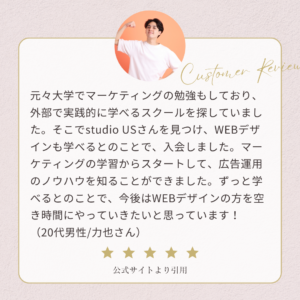 Customer Review
元々大学でマーケティングの勉強もしており、
外部で実践的に学べるスクールを探していまし
た。そこでstudio USさんを見つけ、WEBデザ
インも学べるとのことで、入会しました。マー
ケティングの学習からスタートして、広告運用
のノウハウを知ることができました。ずっと学
べるとのことで、今後はWEBデザインの方を空
き時間にやっていきたいと思っています！
（20代男性/力也さん）
公式サイトより引用